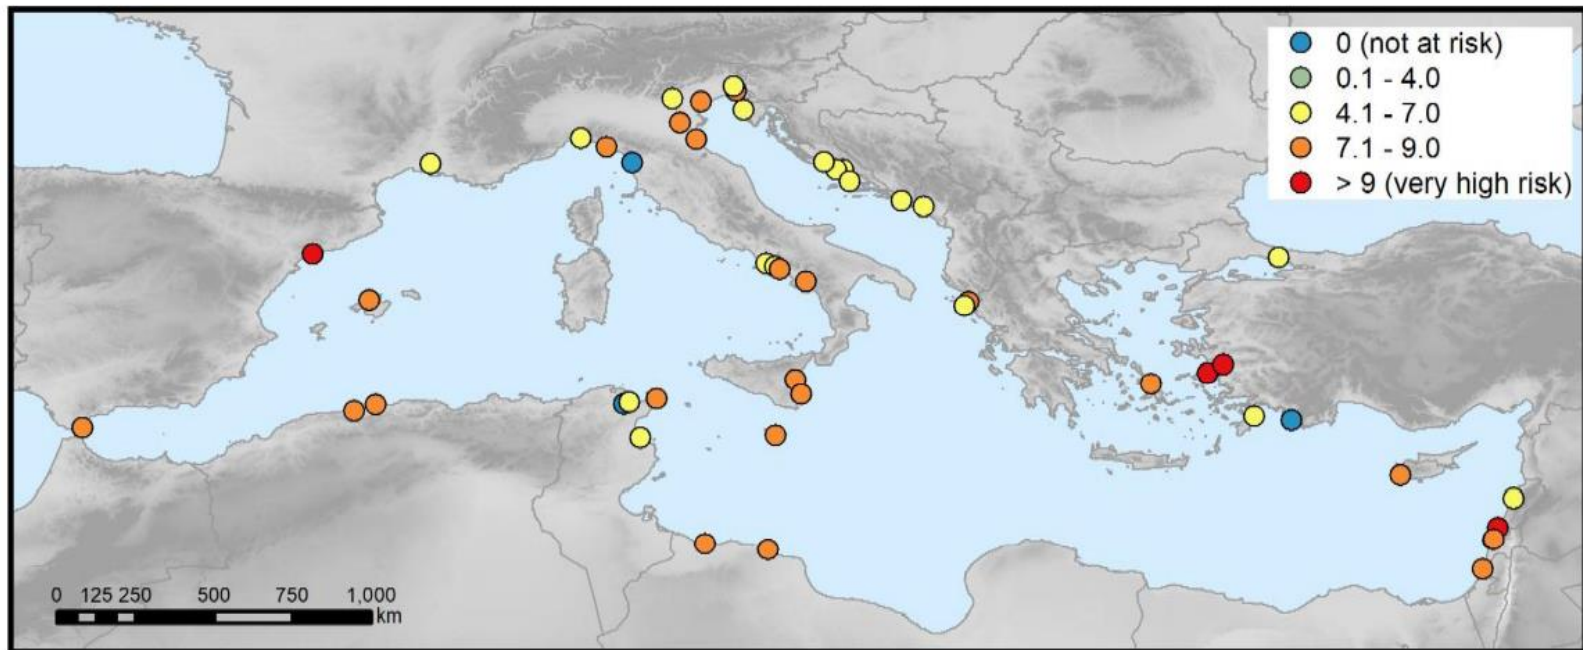 0 (not at risk)
0.1 - 4.0
4.1 - 7.0
7.1 - 9.0
> 9 (very high risk)
0 125 250 500 750 1,000
km